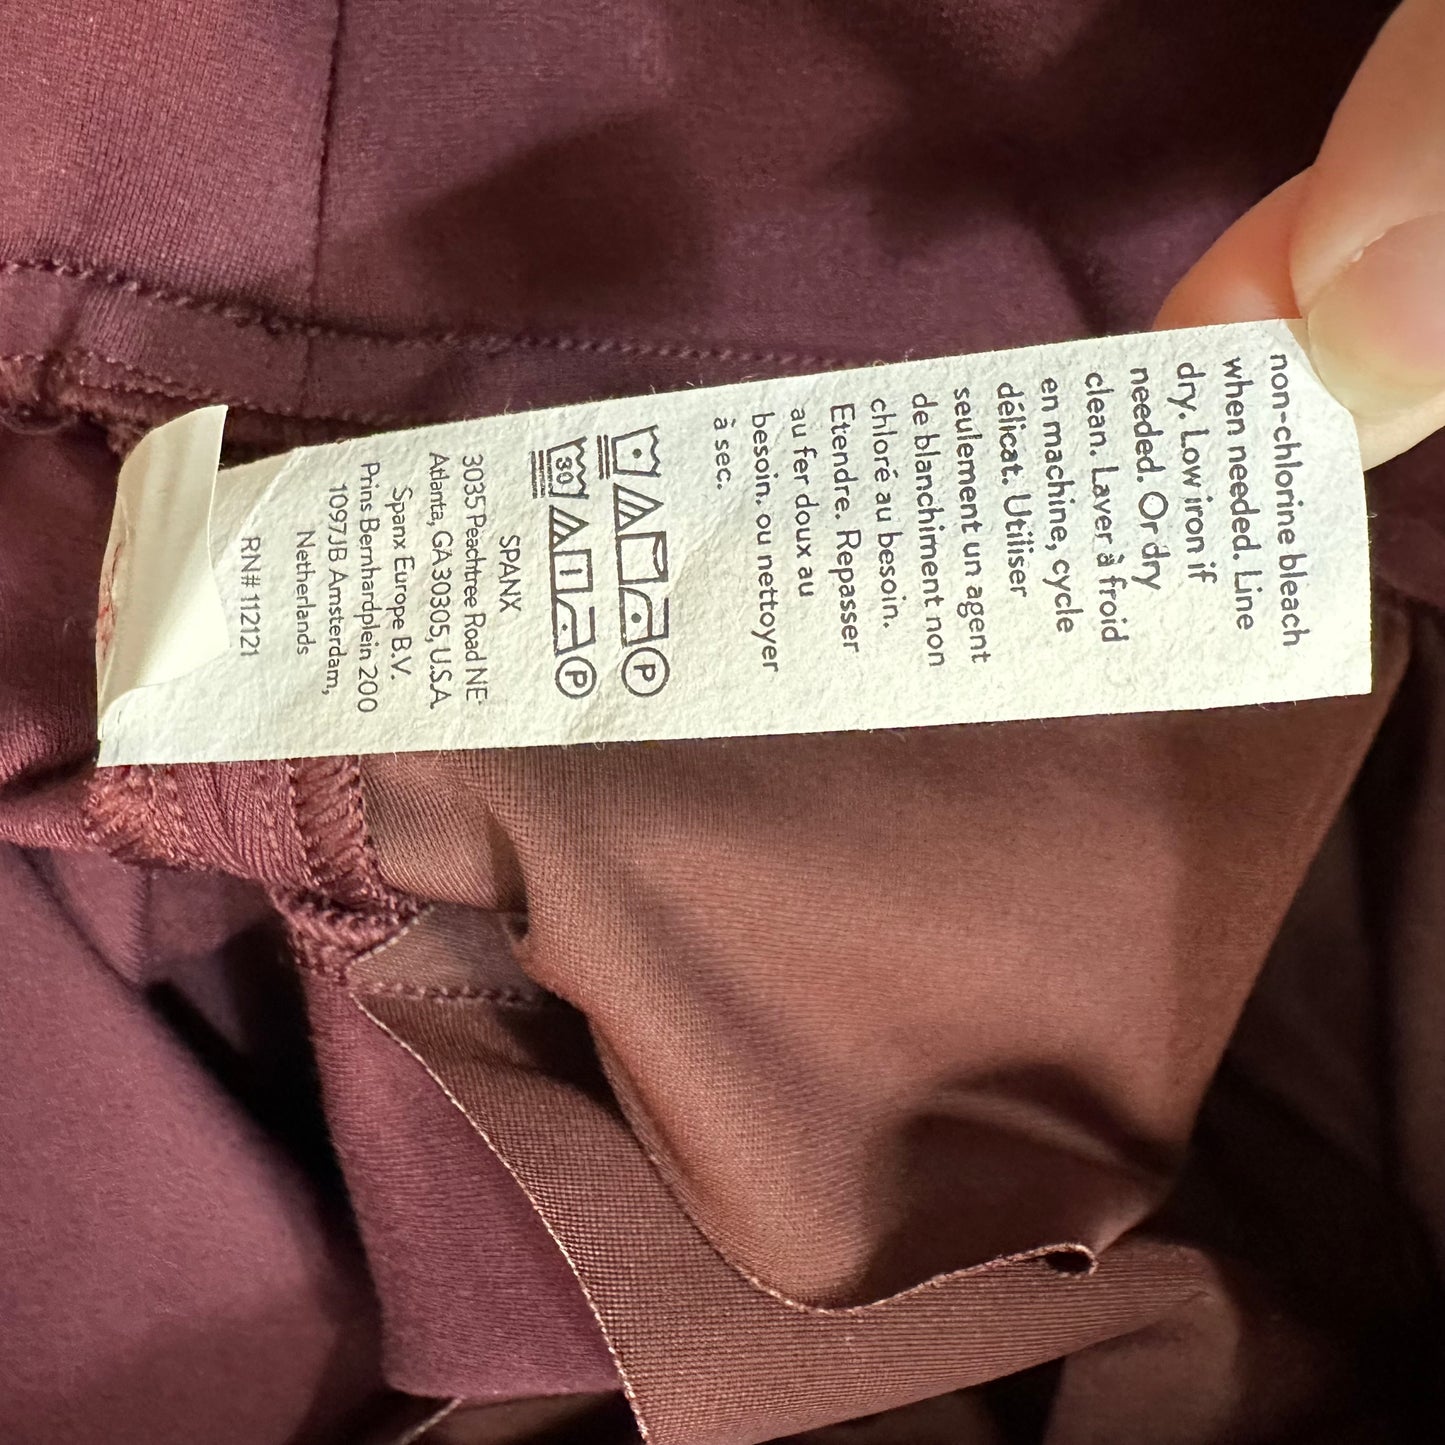 non-chlorine bleach
when needed. Line
dry. Low iron if
needed. Or dry
clean. Laver à froid
en machine, cycle
délicat. Utiliser
seulement un agent
de blanchiment non
chloré au besoin.
Etendre. Repasser
au fer doux au
besoin. ou nettoyer
à sec.
P
30 P
SPANX
3035 Peachtree Road NE
Atlanta, GA 30305, U.S.A
Spanx Europe B.V.
Prins Bernhardplein 200
1097JB Amsterdam,
Netherlands
RN# 112121